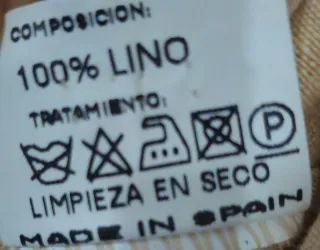 COMPOSICION:
100% LINO
TRATAMIENTO:
P
LIMPIEZA EN SECO
MADE IN SPAIN